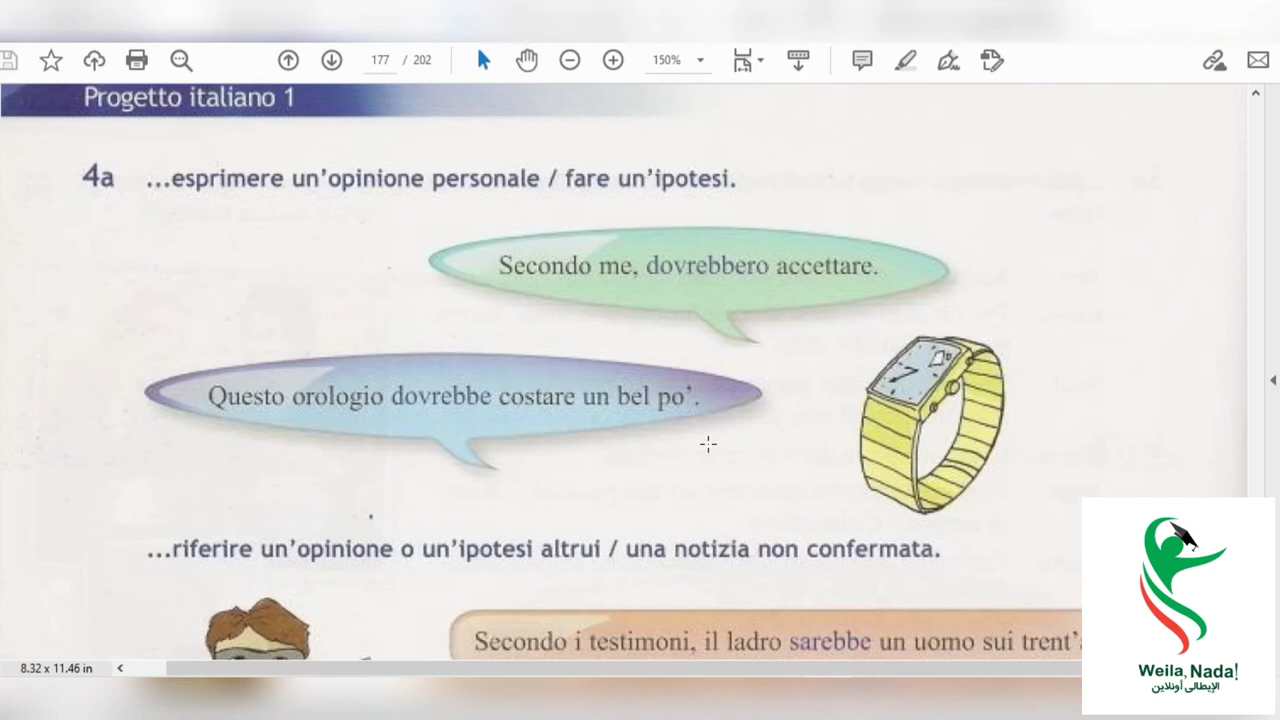 177 / 202
150%
Progetto italiano 1
4a ...esprimere un'opinione personale / fare un'ipotesi.
Secondo me, dovrebbero accettare.
Questo orologio dovrebbe costare un bel po'.
...riferire un'opinione o un'ipotesi altrui / una notizia non confermata.
Secondo i testimoni, il ladro sarebbe un uomo sui trent'
8.32 x 11.46 in
Weila, Nada!
الإيطالى أونلاين